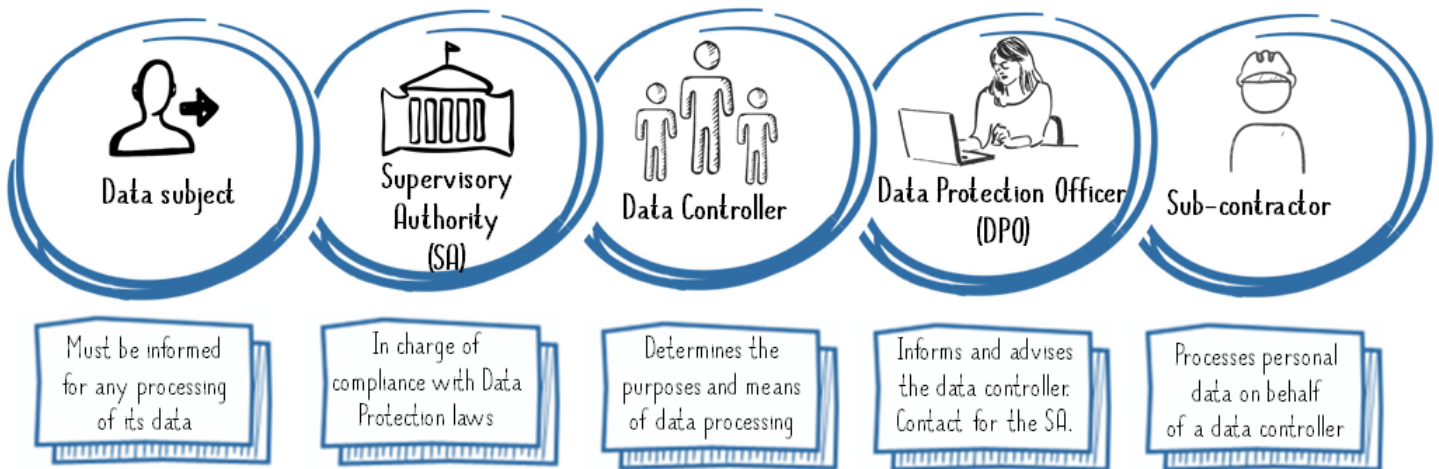 Data subject
Supervisory
Authority
(SA)
Data Controller
Data Protection Officer
(DPO)
Sub-contractor
Must be informed
for any processing
of its data
In charge of
compliance with Data
Protection laws
Determines the
purposes and means
of data processing
Informs and advises
the data controller.
Contact for the SA.
Processes personal
data on behalf
of a data controller